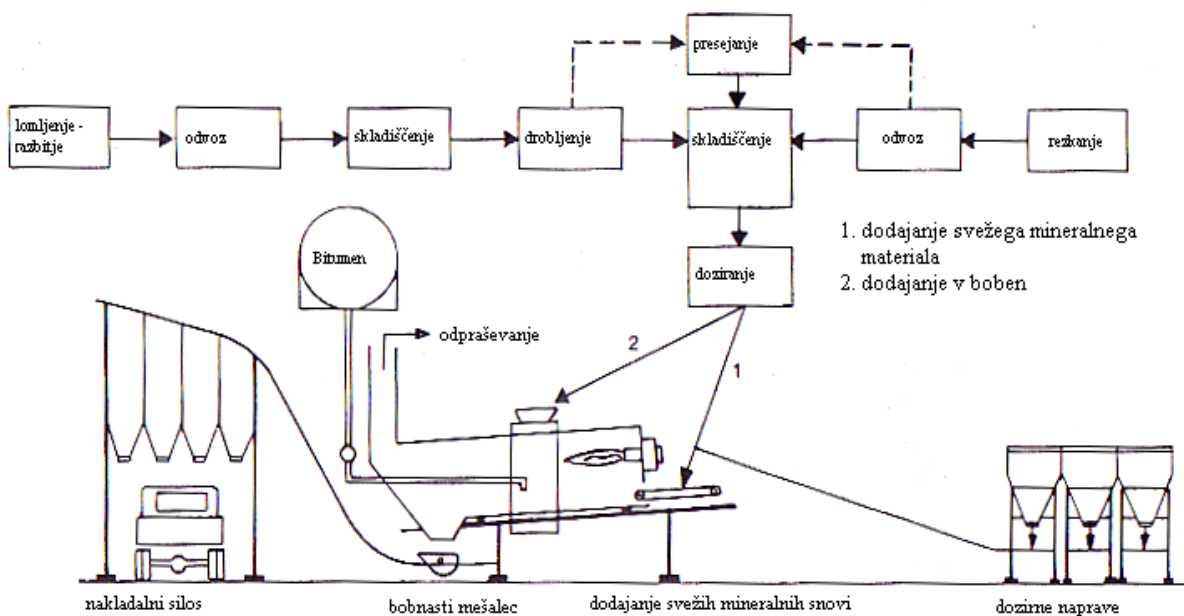 presejanje
lomljenje -
razbitje
odvoz
skladiščenje
drobljenje
skladiščenje
odvoz
rezkanje
1. dodajanje svežega mineralnega
materiala
2. dodajanje v boben
Bitumen
doziranje
odpraševanje
2
1
nakladalni silos
bobnasti mešalec
dodajanje svežih mineralnih snovi
dozirne naprave